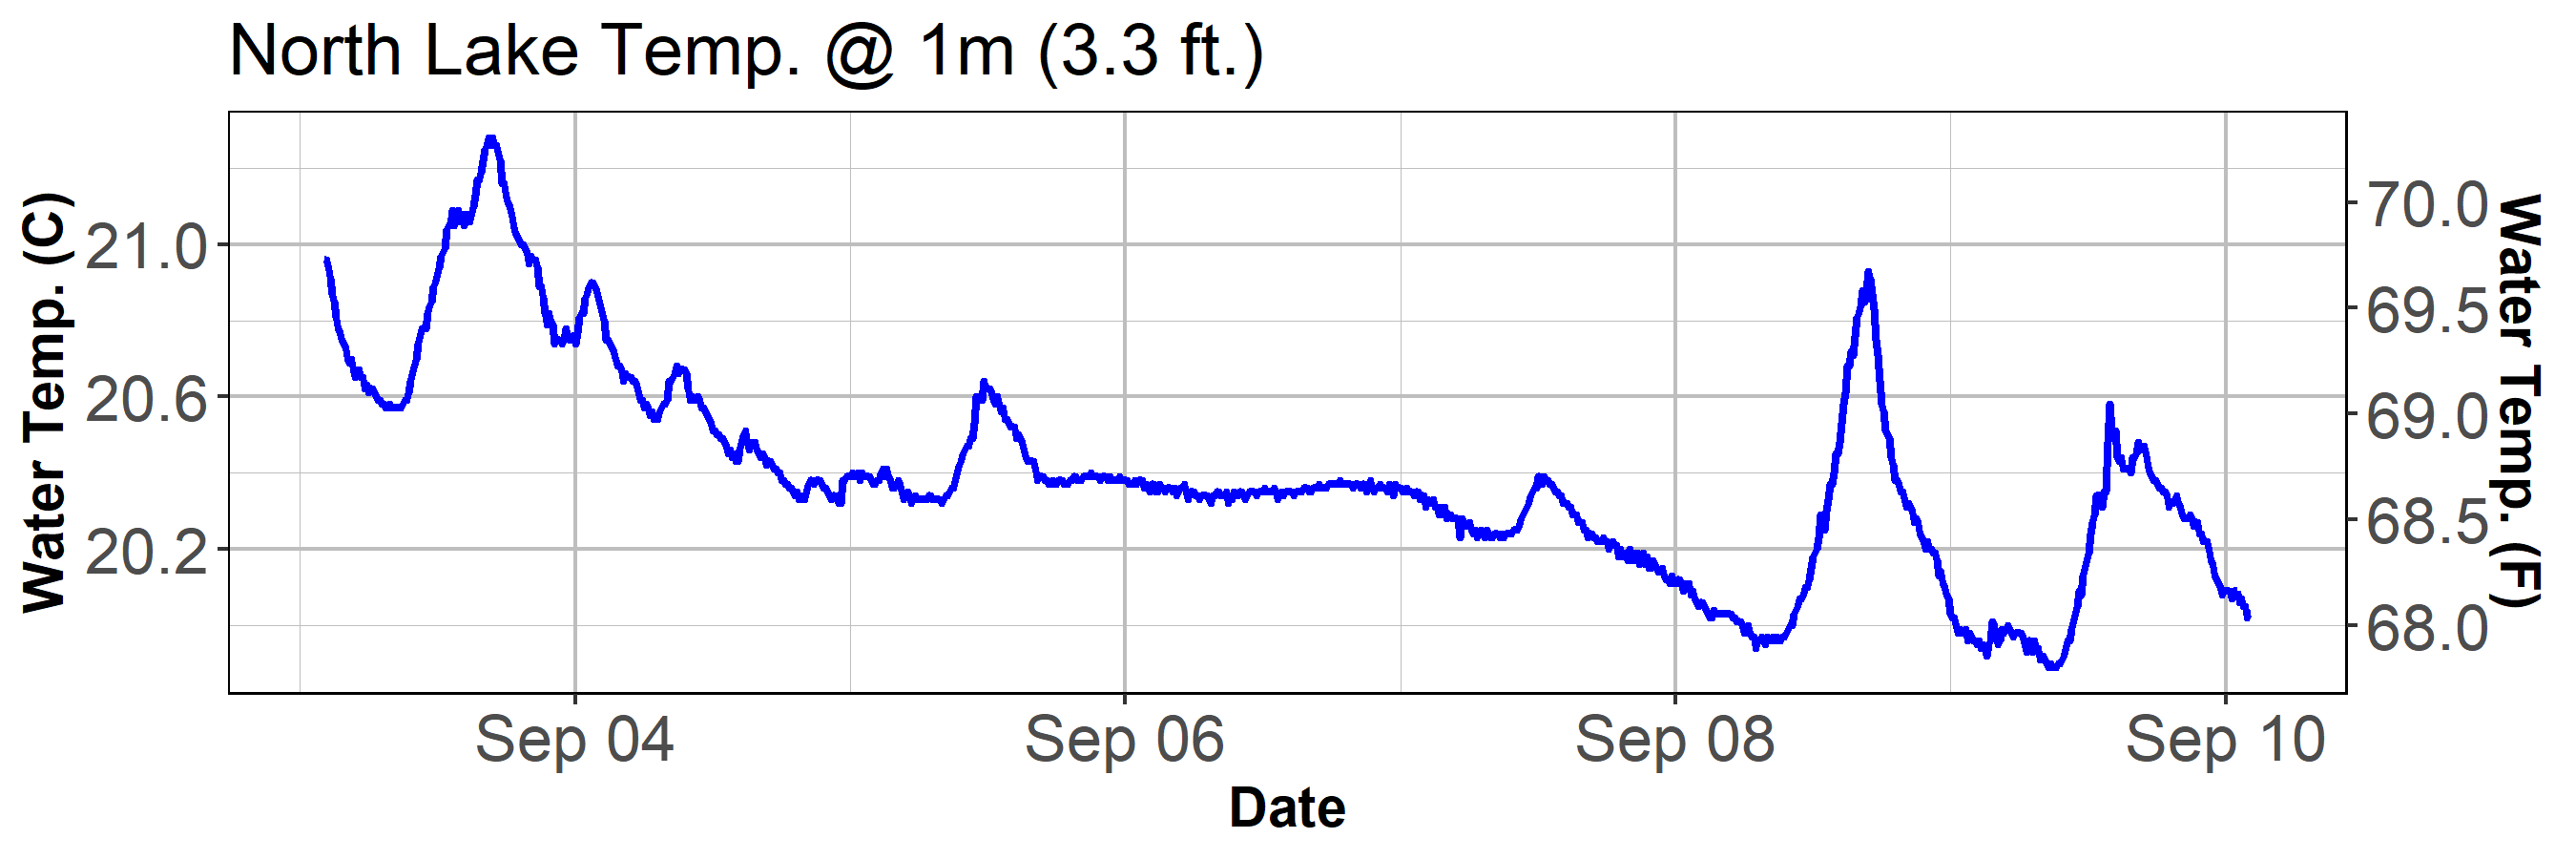 North Lake Temp. @ 1m (3.3 ft.)
Water Temp. (C)
21.0
20.6
20.2
70.0
69.5
69.0
68.5
68.0
Water Temp. (F)
Sep 04 Sep 06 Sep 08 Sep 10
Date